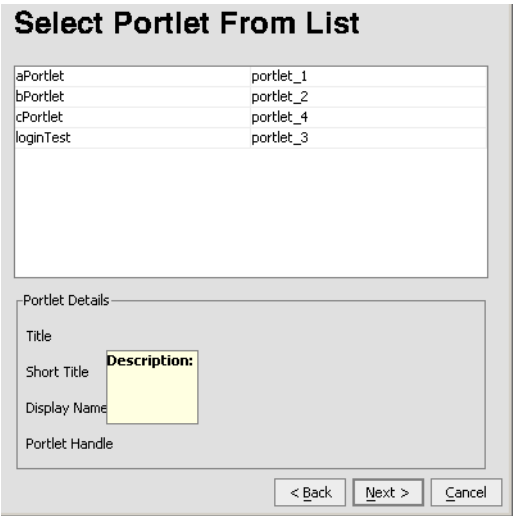 Select Portlet From List
aPortlet portlet_1
bPortlet portlet_2
cPortlet portlet_4
loginTest portlet_3
Portlet Details
Title
Description:
Short Title
Display Name
Portlet Handle
< Back Next > Cancel